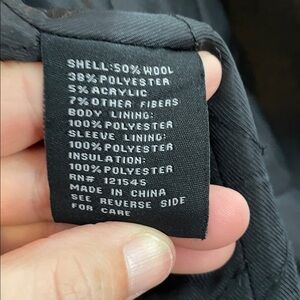 SHELL: 50% WOOL
38% POLYESTER
5% ACRYLIC
7% OTHER FIBERS
BODY LINING:
100% POLYESTER
SLEEVE LINING:
100% POLYESTER
INSULATION:
100% POLYESTER
RN# 121545
MADE IN CHINA
SEE REVERSE SIDE
FOR CARE